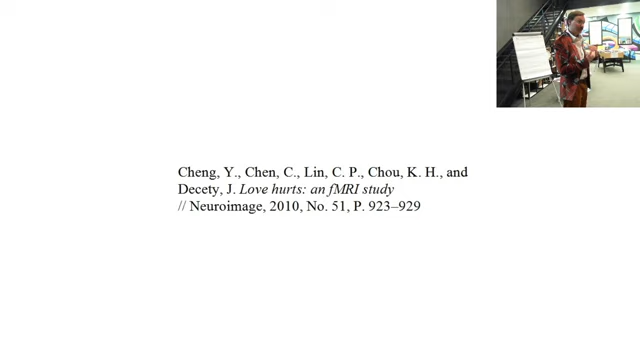 Cheng, Y., Chen, C., Lin, C. P., Chou, K. H., and
Decety, J. Love hurts: an fMRI study
// Neuroimage, 2010, No. 51, P. 923–929